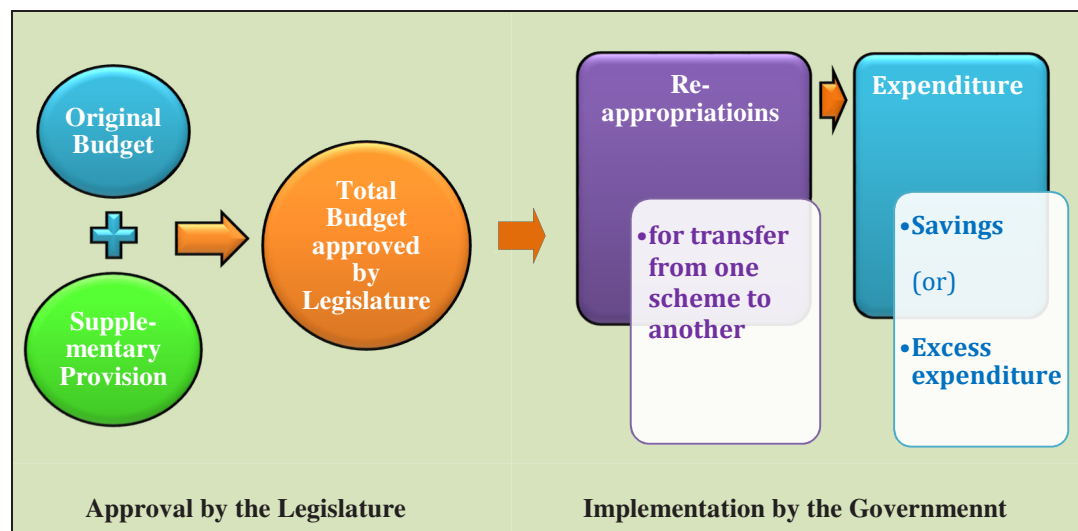 Original
Budget
Supple-
mentary
Provision
Total
Budget
approved
by
Legislature
Re-
appropriatioins
•for transfer
from one
scheme to
another
Expenditure
•Savings
(or)
•Excess
expenditure
Approval by the Legislature
Implementation by the Governmennt